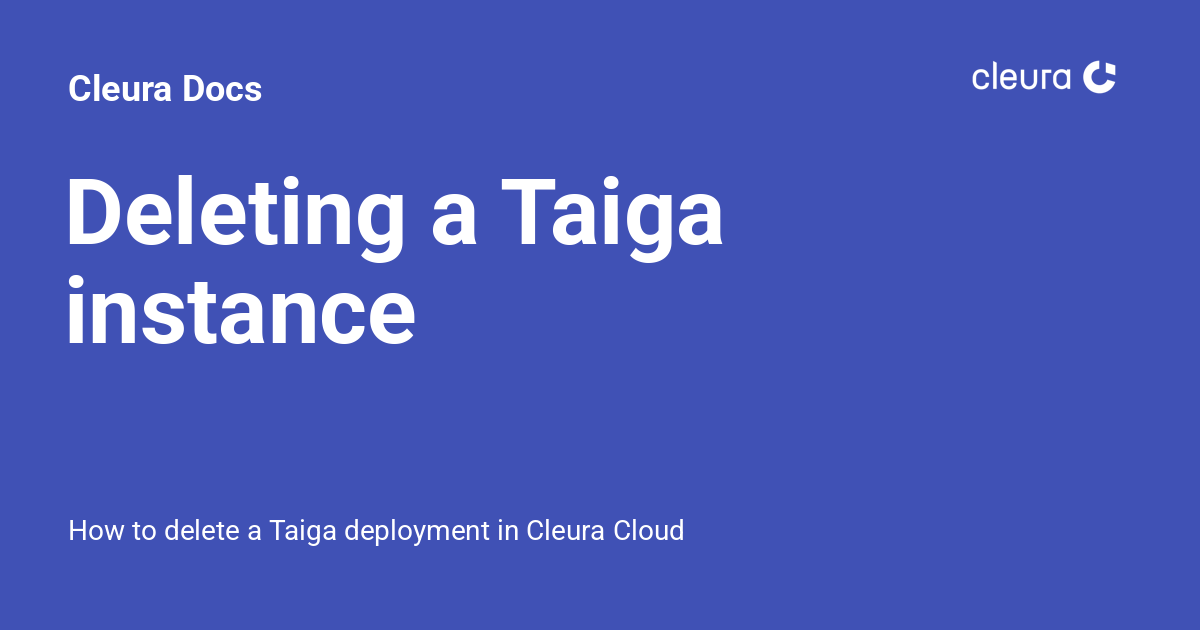 Cleura Docs
cleura
Deleting a Taiga
instance
How to delete a Taiga deployment in Cleura Cloud